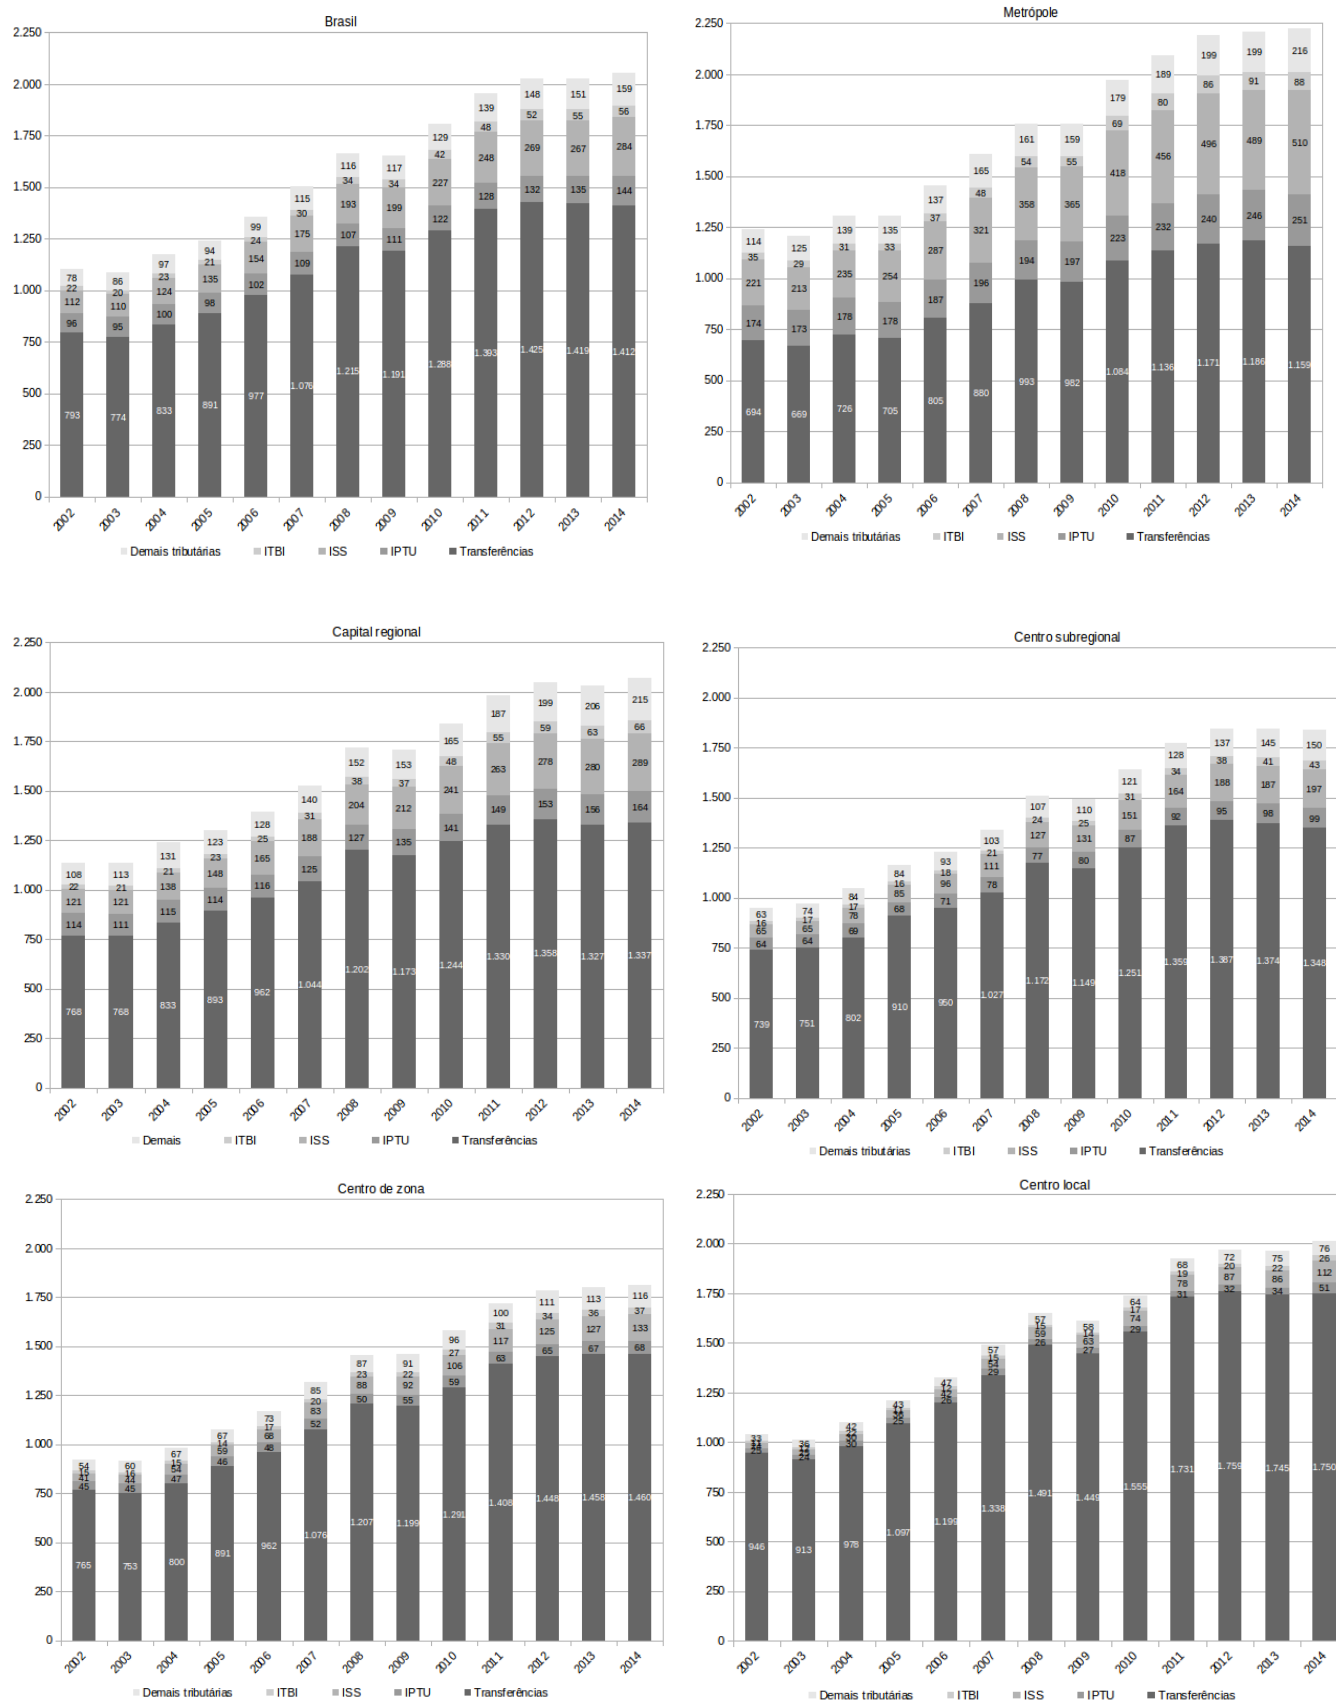 Brasil
2.250
2.000
1.750
1.500
1.250
1.000
750
500
250
0
78 86 97 94 99 115 116 117 129 139 148 151 159
22 20 23 21 24 30 34 34 42 48 52 55 56
112 110 124 135 154 175 193 199 227 248 269 267 284
96 95 100 98 102 109 107 111 122 128 132 135 144
793 774 833 891 977 1.076 1.215 1.191 1.288 1.393 1.425 1.419 1.412
2002 2003 2004 2005 2006 2007 2008 2009 2010 2011 2012 2013 2014
Demais tributárias ITBI ISS IPTU Transferências
Metrópole
2.250
2.000
1.750
1.500
1.250
1.000
750
500
250
0
114 125 139 135 137 165 161 159 179 189 199 199 216
35 29 31 33 37 48 54 55 69 80 86 91 88
221 213 235 254 287 321 358 365 418 456 496 489 510
174 173 178 178 187 196 194 197 223 232 240 246 251
694 669 726 705 805 880 993 982 1.084 1.136 1.171 1.186 1.159
2002 2003 2004 2005 2006 2007 2008 2009 2010 2011 2012 2013 2014
Demais tributárias ITBI ISS IPTU Transferências
Capital regional
2.250
2.000
1.750
1.500
1.250
1.000
750
500
250
0
108 113 131 123 128 140 152 153 165 187 199 206 215
22 21 21 23 25 31 38 37 48 55 59 63 66
121 121 138 148 165 188 204 212 241 263 278 280 289
114 111 115 114 116 125 127 135 141 149 153 156 164
768 768 833 893 962 1.044 1.202 1.173 1.244 1.330 1.358 1.327 1.337
2002 2003 2004 2005 2006 2007 2008 2009 2010 2011 2012 2013 2014
Demais ITBI ISS IPTU Transferências
Centro subregional
2.250
2.000
1.750
1.500
1.250
1.000
750
500
250
0
63 74 84 84 93 103 107 110 121 128 137 145 150
16 17 17 16 18 21 24 25 31 34 38 41 43
65 65 78 85 96 111 127 131 151 164 188 187 197
64 64 69 68 71 78 77 80 87 92 95 98 99
739 751 802 910 950 1.027 1.172 1.149 1.251 1.359 1.387 1.374 1.348
2002 2003 2004 2005 2006 2007 2008 2009 2010 2011 2012 2013 2014
Demais tributárias ITBI ISS IPTU Transferências
Centro de zona
2.250
2.000
1.750
1.500
1.250
1.000
750
500
250
0
54 60 67 67 73 85 87 91 96 100 111 113 116
15 16 15 14 17 20 23 22 27 31 34 36 37
41 44 54 59 68 83 88 92 106 117 125 127 133
45 45 47 46 48 52 50 55 59 63 65 67 68
765 753 800 891 962 1.076 1.207 1.199 1.291 1.408 1.448 1.458 1.460
2002 2003 2004 2005 2006 2007 2008 2009 2010 2011 2012 2013 2014
Demais tributárias ITBI ISS IPTU Transferências
Centro local
2.250
2.000
1.750
1.500
1.250
1.000
750
500
250
0
33 36 42 43 47 57 57 58 64 68 72 75 76
11 12 15 15 14 17 19 20 22 26
42 54 59 63 74 78 87 86 112
25 24 30 25 26 29 26 27 29 31 32 34 51
946 913 978 1.097 1.199 1.338 1.491 1.449 1.555 1.731 1.759 1.745 1.750
2002 2003 2004 2005 2006 2007 2008 2009 2010 2011 2012 2013 2014
Demais tributárias ITBI ISS IPTU Transferências